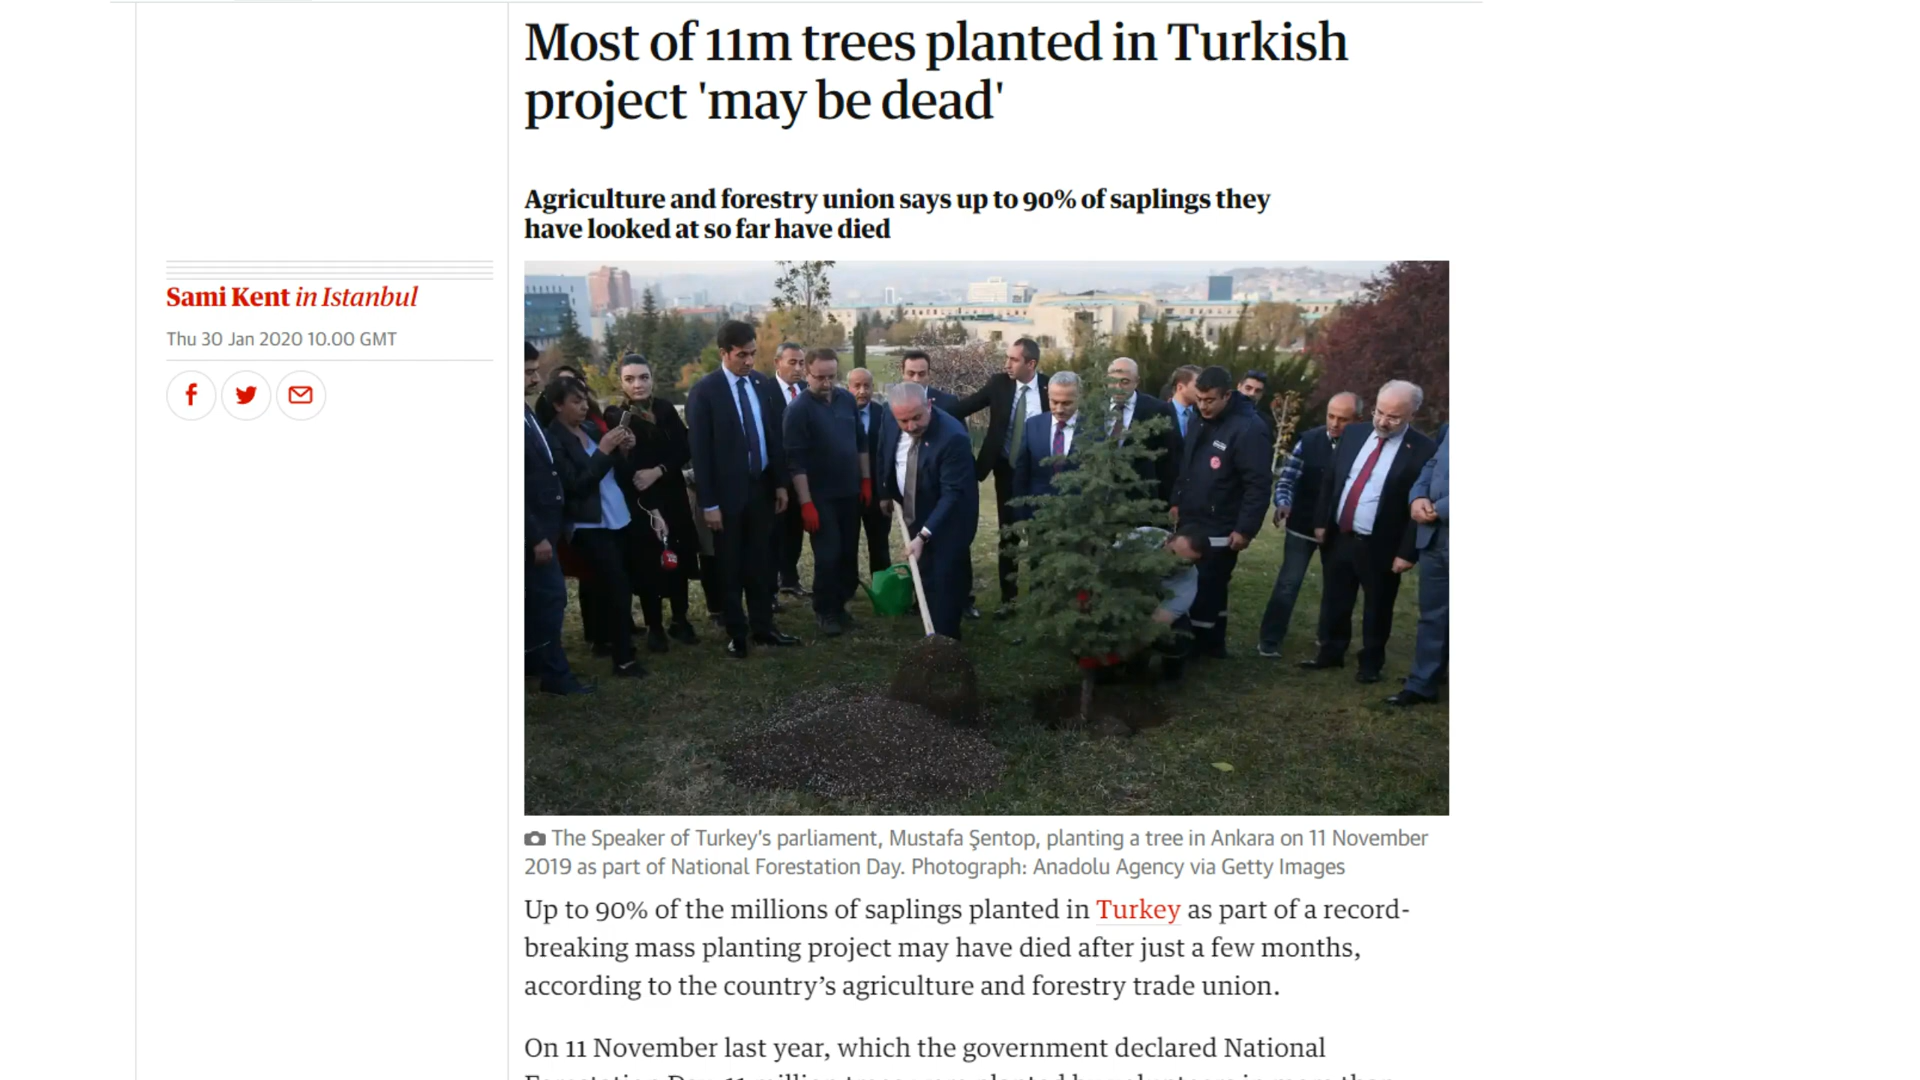 Most of 11m trees planted in Turkish
project 'may be dead'
Agriculture and forestry union says up to 90% of saplings they
have looked at so far have died
Sami Kent in Istanbul
Thu 30 Jan 2020 10.00 GMT
The Speaker of Turkey's parliament, Mustafa Şentop, planting a tree in Ankara on 11 November
2019 as part of National Forestation Day. Photograph: Anadolu Agency via Getty Images
Up to 90% of the millions of saplings planted in Turkey as part of a record-
breaking mass planting project may have died after just a few months,
according to the country's agriculture and forestry trade union.
On 11 November last year, which the government declared National